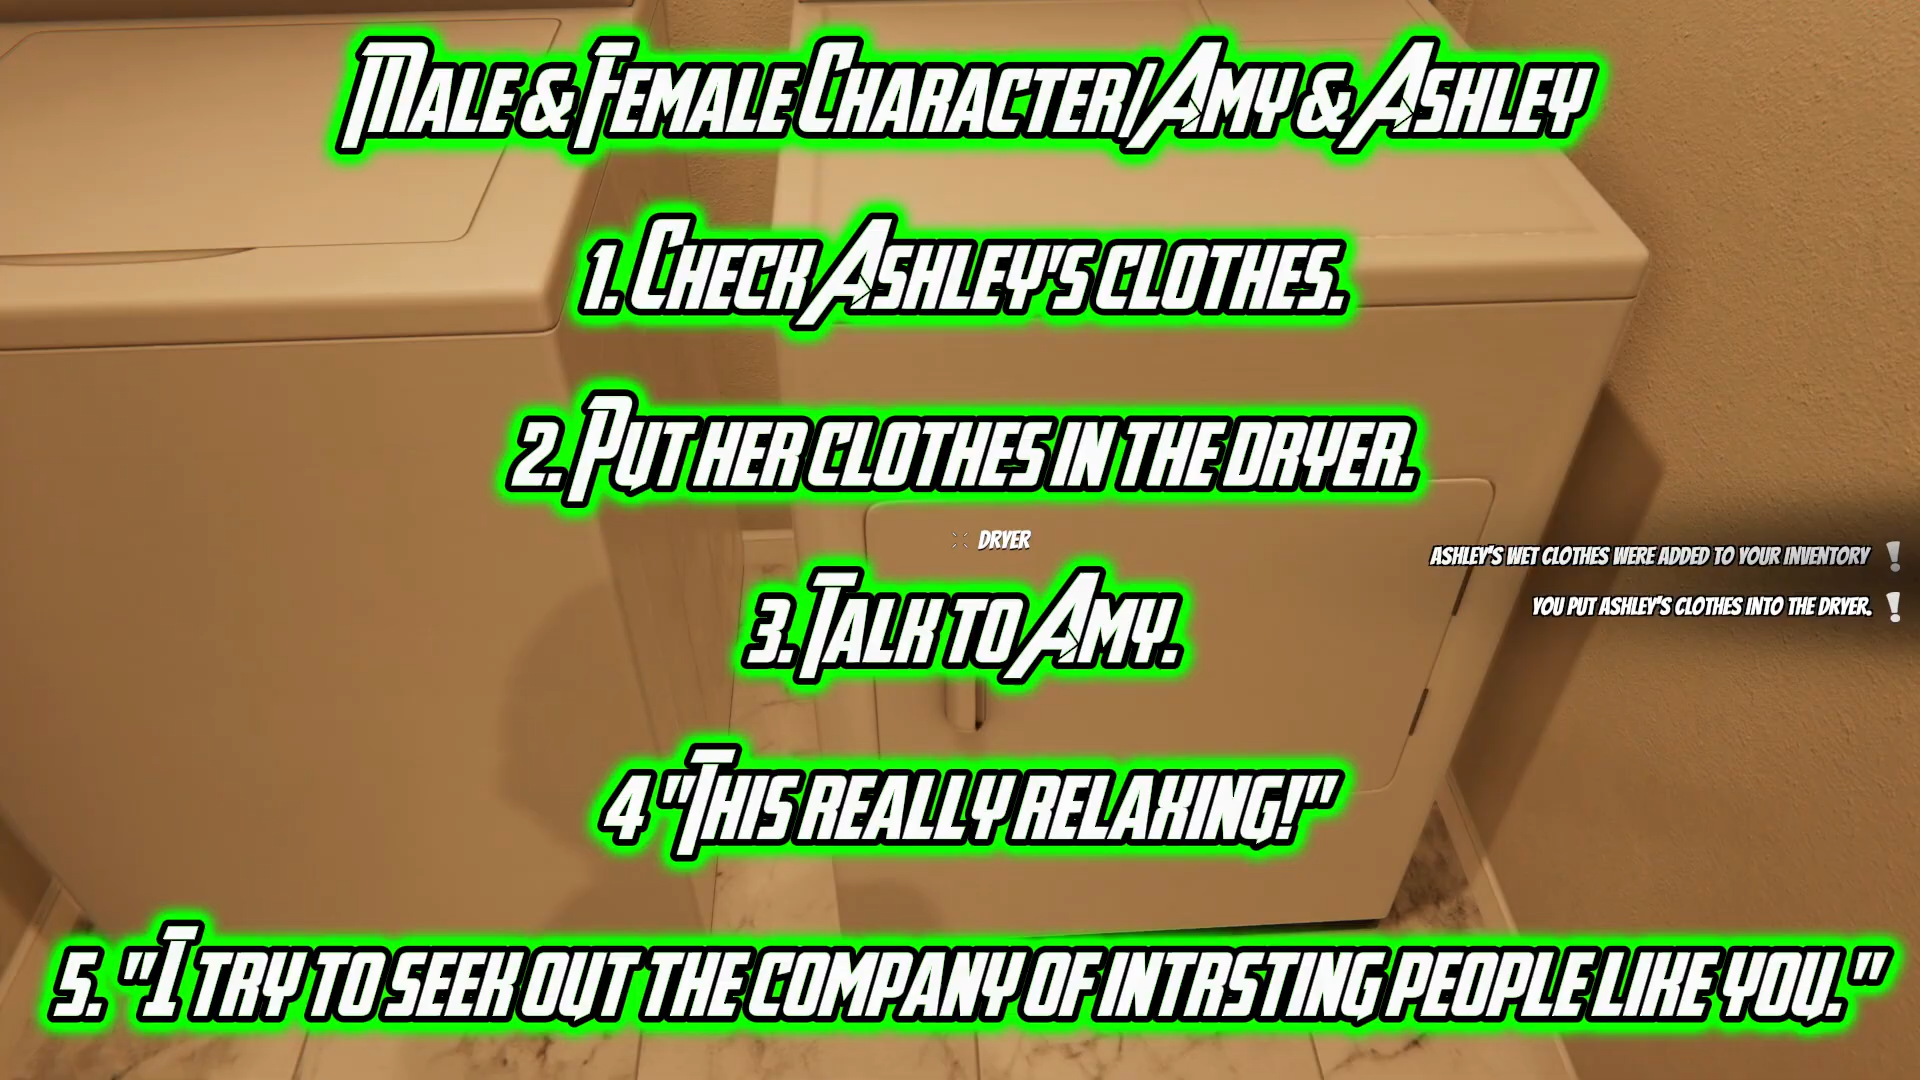 Male & Female Character/Amy & Ashley
1. Check Ashley's clothes.
2. Put her clothes in the dryer.
DRYER
ASHLEY'S WET CLOTHES WERE ADDED TO YOUR INVENTORY !
YOU PUT ASHLEY'S CLOTHES INTO THE DRYER. !
3. Talk to Amy.
4 "This really relaxing!"
5. "I try to seek out the company of intrsting people like you."